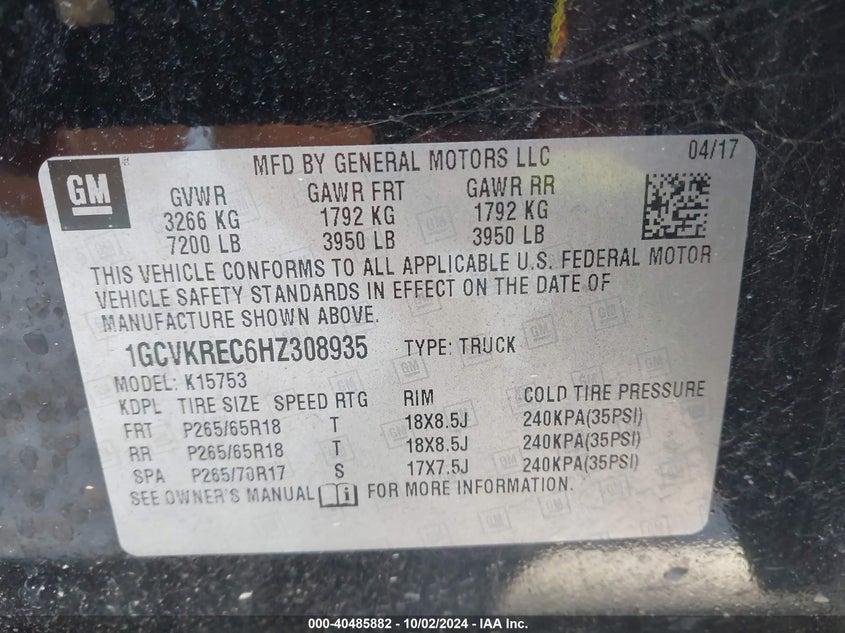 GM
MFD BY GENERAL MOTORS LLC
04/17
GVWR GAWR FRT GAWR RR
3266 KG 1792 KG 1792 KG
7200 LB 3950 LB 3950 LB
THIS VEHICLE CONFORMS TO ALL APPLICABLE U.S. FEDERAL MOTOR
VEHICLE SAFETY STANDARDS IN EFFECT ON THE DATE OF
MANUFACTURE SHOWN ABOVE.
1GCVKREC6HZ308935 TYPE: TRUCK
MODEL: K15753
KDPL TIRE SIZE SPEED RTG RIM COLD TIRE PRESSURE
FRT P265/65R18 T 18X8.5J 240KPA(35PSI)
RR P265/65R18 T 18X8.5J 240KPA(35PSI)
SPA P265/70R17 S 17X7.5J 240KPA(35PSI)
SEE OWNER'S MANUAL FOR MORE INFORMATION.
000-40485882 - 10/02/2024 - IAA Inc.